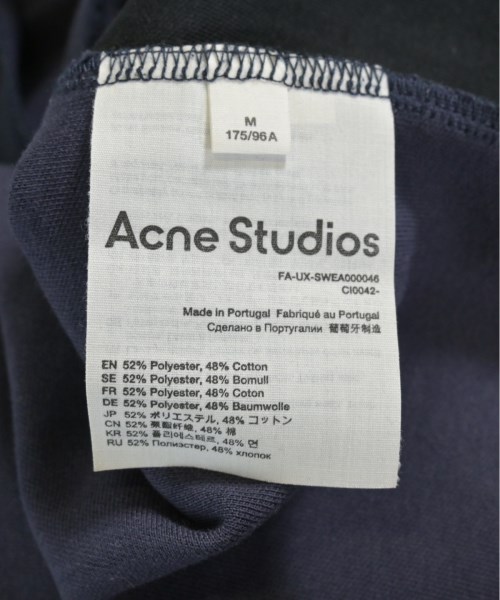 M
175/96A
Acne Studios
FA-UX-SWEA000046
CI0042-
Made in Portugal Fabriqué au Portugal
Сделано в Португалии 葡萄牙制造
EN 52% Polyester, 48% Cotton
SE 52% Polyester, 48% Bomull
FR 52% Polyester, 48% Coton
DE 52% Polyester, 48% Baumwolle
JP 52% ポリエステル, 48% コットン
CN 52% 聚酯纤维, 48% 棉
KR 52% 폴리에스테르, 48% 면
RU 52% Полиэстер, 48% хлопок